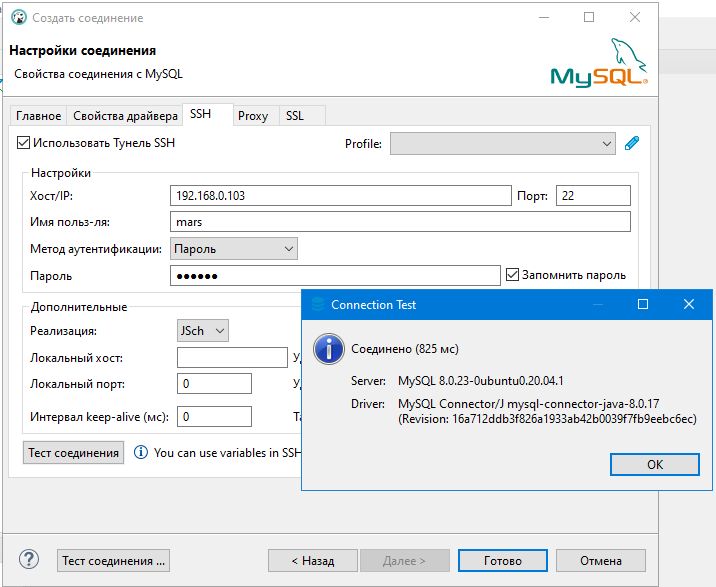 Создать соединение
Настройки соединения
Свойства соединения с MySQL
MySQL®
Главное Свойства драйвера SSH Proxy SSL
Использовать Тунель SSH Profile:
Настройки
Хост/IP: 192.168.0.103 Порт: 22
Имя польз-ля: mars
Метод аутентификации: Пароль
Пароль ●●●●●● Запомнить пароль
Дополнительные
Реализация: JSch
Локальный хост:
Локальный порт: 0
Интервал keep-alive (мс): 0
Тест соединения You can use variables in SSH
Connection Test
Соединено (825 мс)
Server: MySQL 8.0.23-0ubuntu0.20.04.1
Driver: MySQL Connector/J mysql-connector-java-8.0.17
(Revision: 16a712ddb3f826a1933ab42b0039f7fb9eebc6ec)
OK
Тест соединения ... < Назад Далее > Готово Отмена